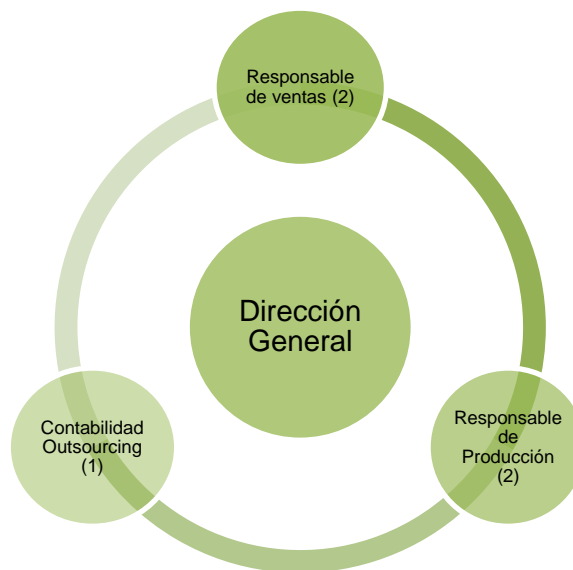 Responsable
de ventas (2)
Dirección
General
Contabilidad
Outsourcing
(1)
Responsable
de
Producción
(2)